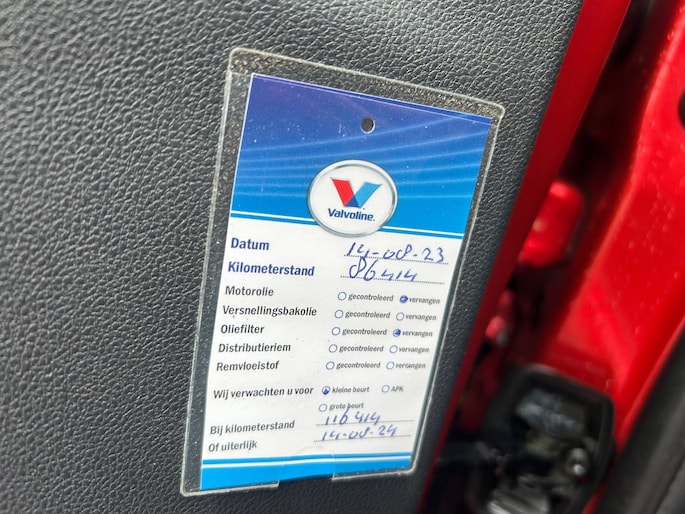 Valvoline.
Datum 14-08-23
Kilometerstand 86414
Motorolie gecontroleerd vervangen
Versnellingsbakolie gecontroleerd vervangen
Oliefilter gecontroleerd vervangen
Distributieriem gecontroleerd vervangen
Remvloeistof gecontroleerd vervangen
Wij verwachten u voor kleine beurt APK
grote beurt
Bij kilometerstand 116414
Of uiterlijk 14-08-24